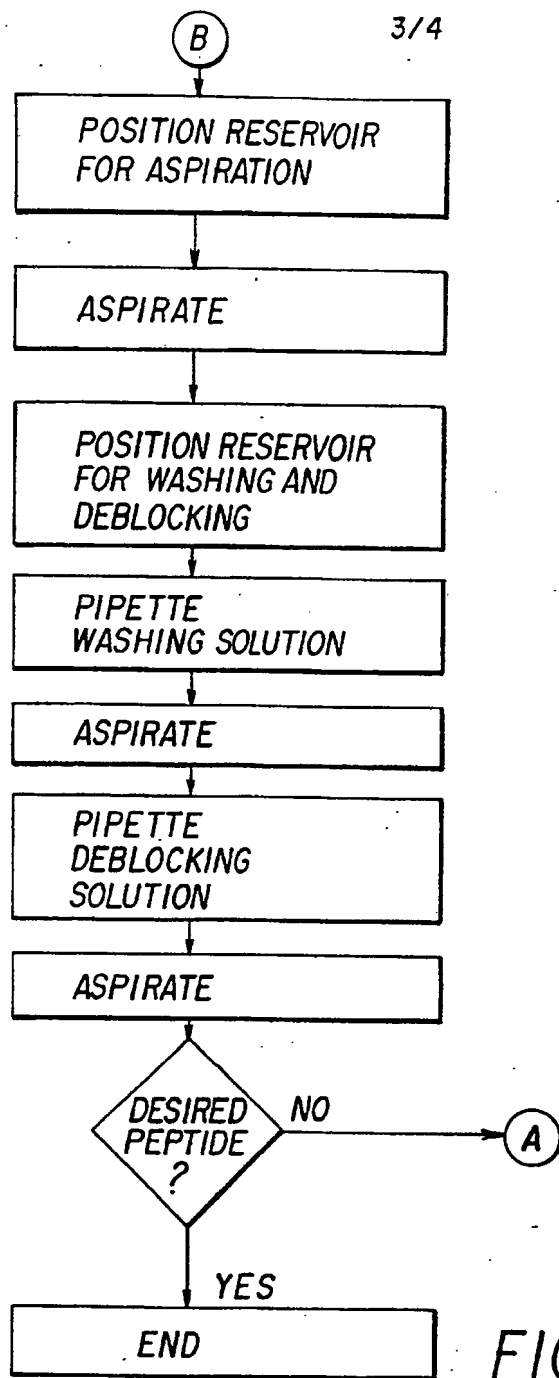 B
3/4
POSITION RESERVOIR
FOR ASPIRATION
ASPIRATE
POSITION RESERVOIR
FOR WASHING AND
DEBLOCKING
PIPETTE
WASHING SOLUTION
ASPIRATE
PIPETTE
DEBLOCKING
SOLUTION
ASPIRATE
DESIRED
PEPTIDE
?
NO
A
YES
END